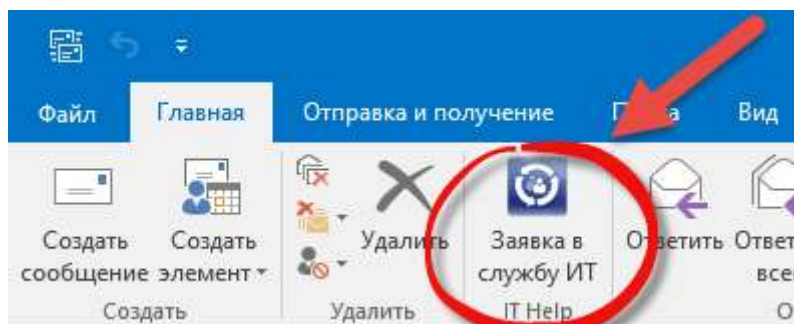 Файл Главная Отправка и получение Вид
Создать сообщение
Создать элемент
Удалить
Заявка в службу ИТ
Ответить
Создать Удалить IT Help